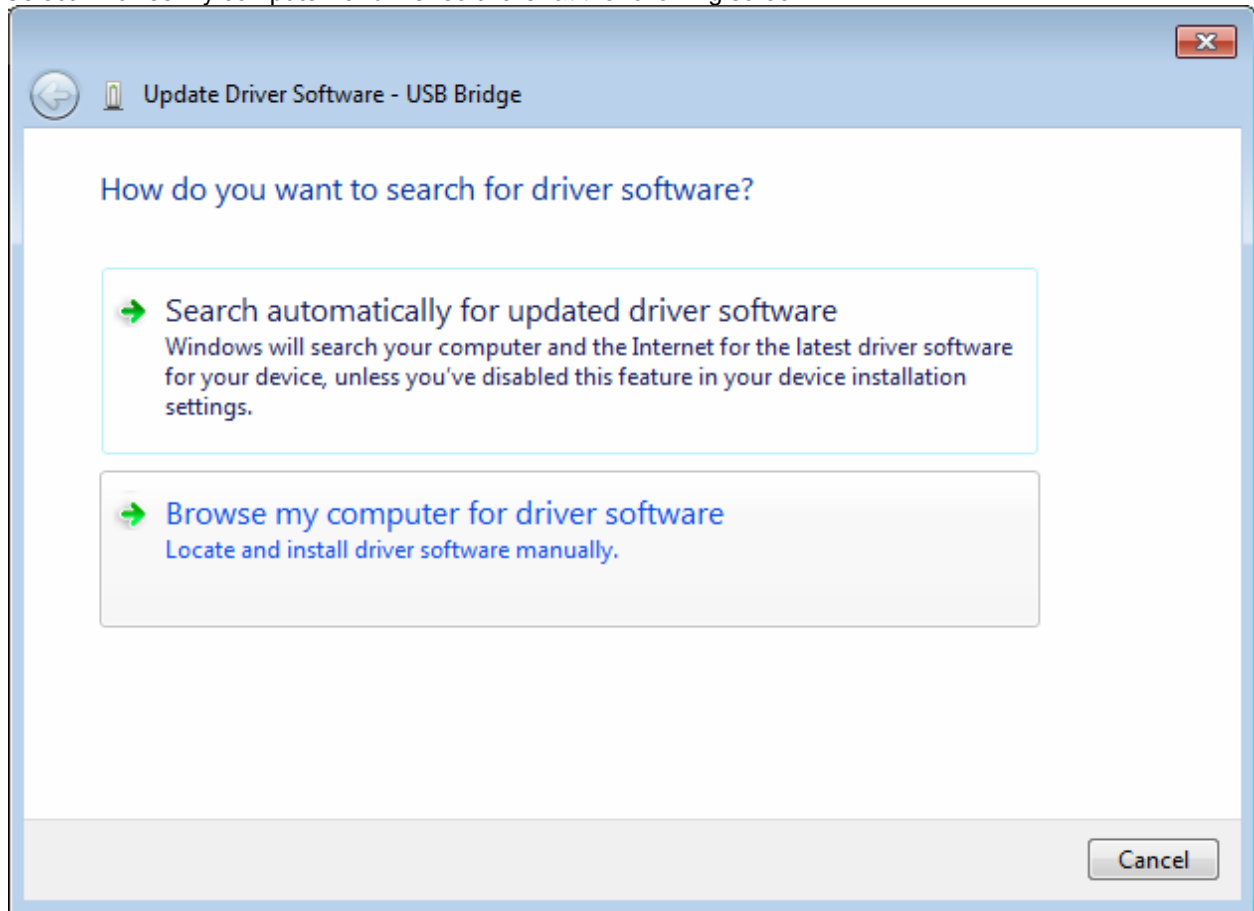 Update Driver Software - USB Bridge
How do you want to search for driver software?
Search automatically for updated driver software
Windows will search your computer and the Internet for the latest driver software
for your device, unless you've disabled this feature in your device installation
settings.
Browse my computer for driver software
Locate and install driver software manually.
Cancel